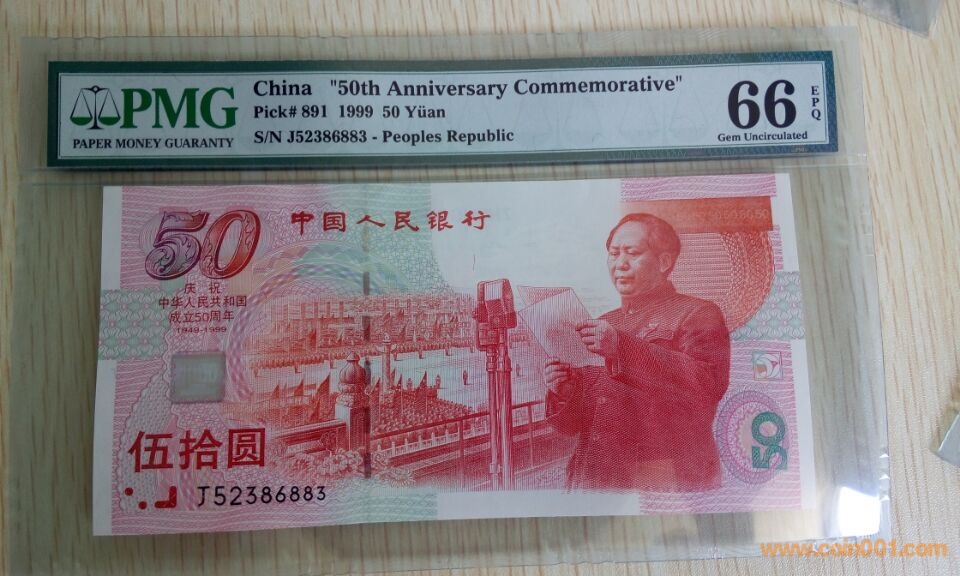 PMG
PAPER MONEY GUARANTY
China "50th Anniversary Commemorative"
Pick# 891 1999 50 Yüan
S/N J52386883 - Peoples Republic
66
EPQ
Gem Uncirculated
50
中国人民银行
庆祝
中华人民共和国
成立50周年
1949-1999
伍拾圆
J52386883
50
www.coin001.com